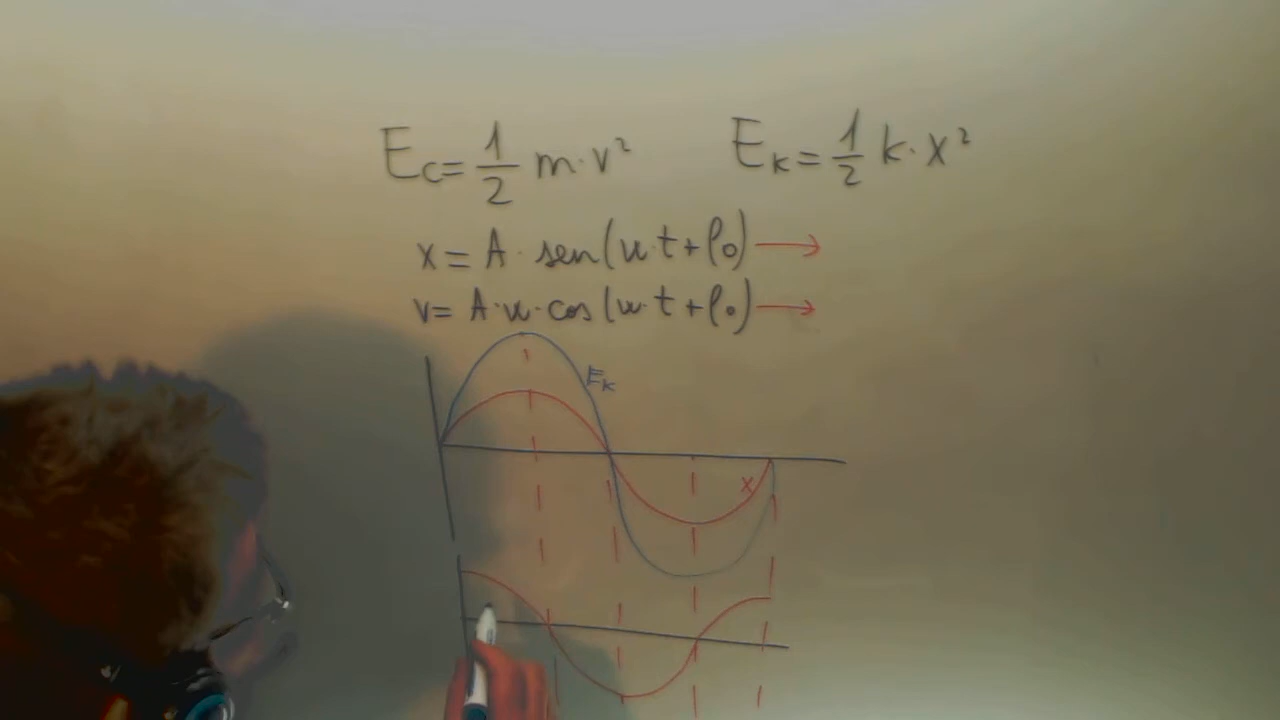 Ec = 1/2 m·v² Ek = 1/2 k·x²
x = A·sen(w·t+φ₀) →
v = A·w·cos(w·t+φ₀) →
Ek
x